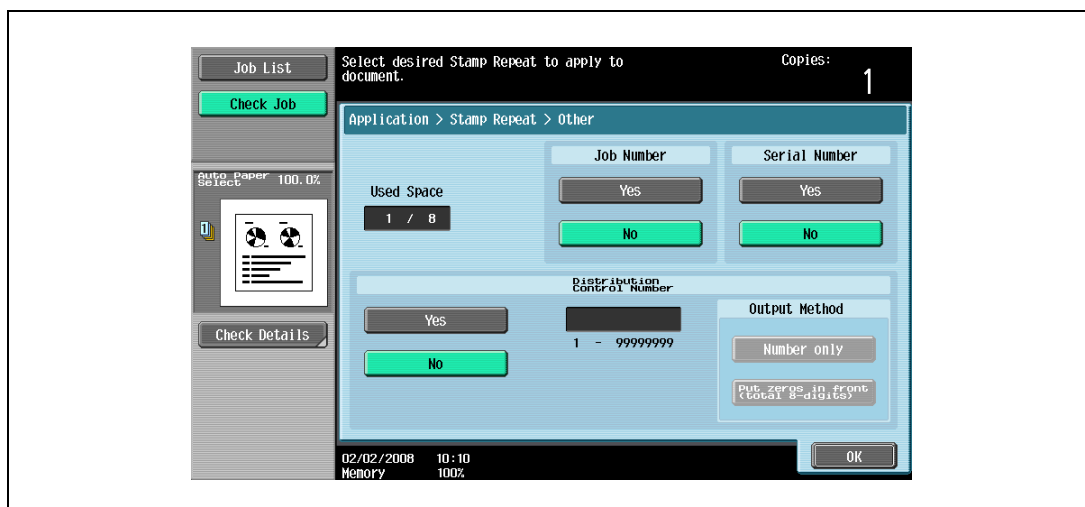 Job List
Check Job
Select desired Stamp Repeat to apply to
document.
Copies:
1
Application > Stamp Repeat > Other
Auto Paper
Select
100.0%
1
Used Space
1 / 8
Job Number
Yes
No
Serial Number
Yes
No
Distribution
Control Number
Yes
No
1 - 99999999
Output Method
Number only
Put zeros in front
(total 8-digits)
Check Details
02/02/2008 10:10
Memory 100%
OK